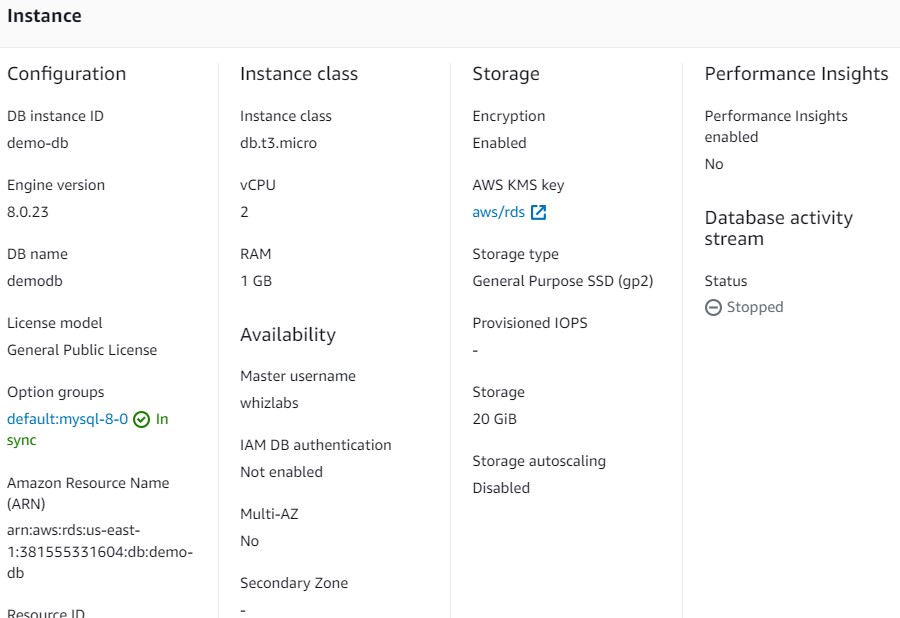 Instance
Configuration
DB instance ID
demo-db
Engine version
8.0.23
DB name
demodb
License model
General Public License
Option groups
default:mysql-8-0 In
sync
Amazon Resource Name
(ARN)
arn:aws:rds:us-east-
1:381555331604:db:demo-
db
Resource ID
Instance class
Instance class
db.t3.micro
vCPU
2
RAM
1 GB
Availability
Master username
whizlabs
IAM DB authentication
Not enabled
Multi-AZ
No
Secondary Zone
-
Storage
Encryption
Enabled
AWS KMS key
aws/rds
Storage type
General Purpose SSD (gp2)
Provisioned IOPS
-
Storage
20 GiB
Storage autoscaling
Disabled
Performance Insights
Performance Insights
enabled
No
Database activity
stream
Status
Stopped